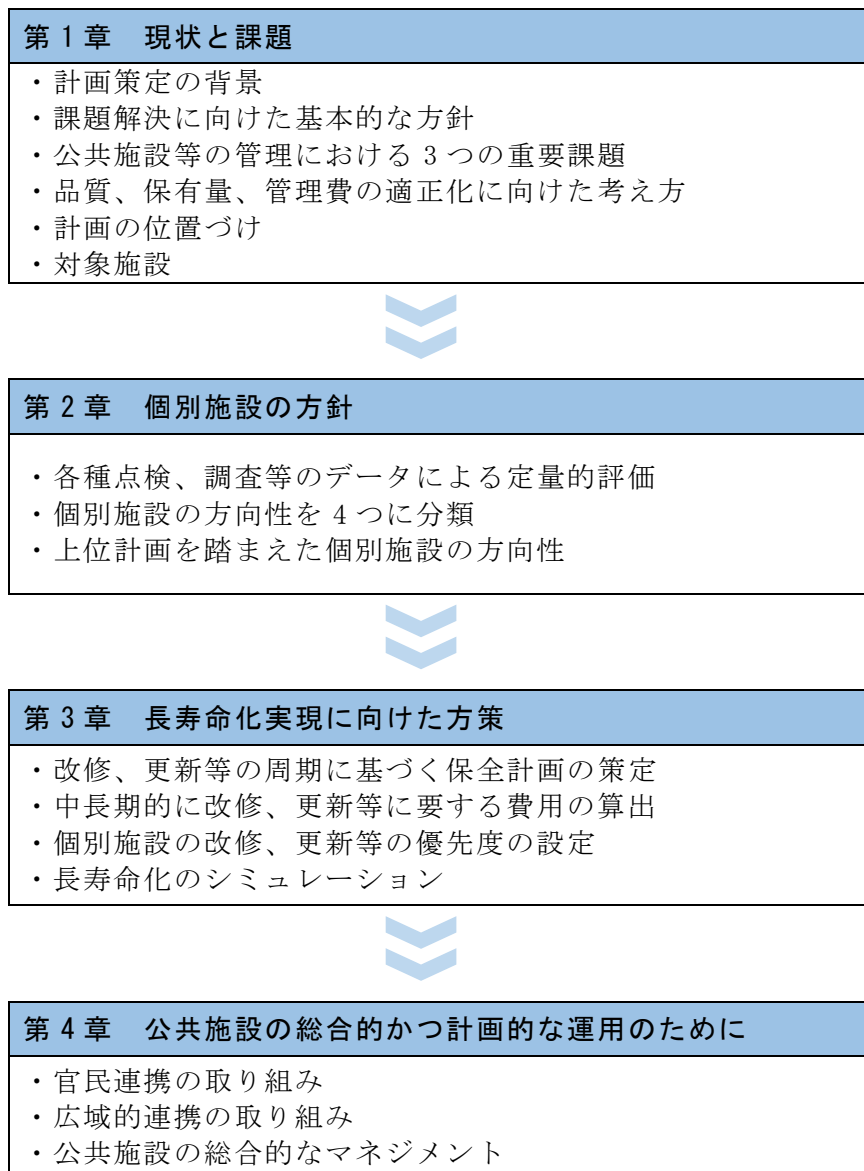 第1章　現状と課題
・計画策定の背景
・課題解決に向けた基本的な方針
・公共施設等の管理における3つの重要課題
・品質、保有量、管理費の適正化に向けた考え方
・計画の位置づけ
・対象施設
第2章　個別施設の方針
・各種点検、調査等のデータによる定量的評価
・個別施設の方向性を4つに分類
・上位計画を踏まえた個別施設の方向性
第3章　長寿命化実現に向けた方策
・改修、更新等の周期に基づく保全計画の策定
・中長期的に改修、更新等に要する費用の算出
・個別施設の改修、更新等の優先度の設定
・長寿命化のシミュレーション
第4章　公共施設の総合的かつ計画的な運用のために
・官民連携の取り組み
・広域的連携の取り組み
・公共施設の総合的なマネジメント